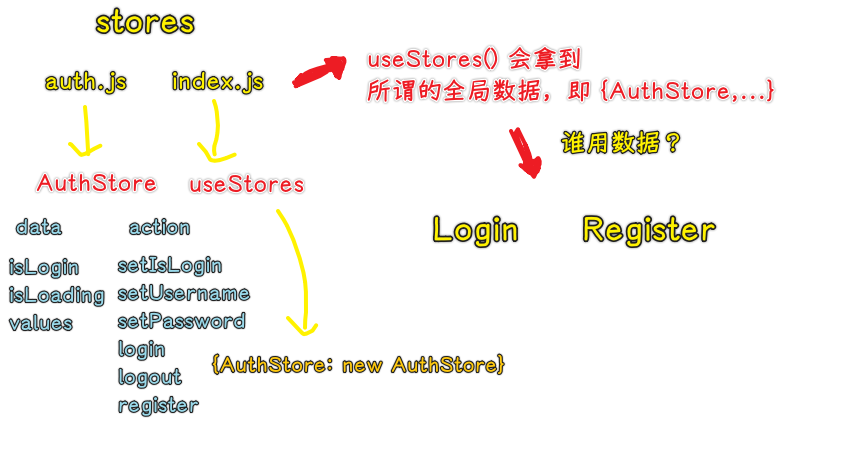 stores
auth.js
index.js
useStores() 会拿到
所谓的全局数据，即 {AuthStore,...}
谁用数据？
AuthStore
useStores
Login
Register
data
action
isLogin
isLoading
values
setIsLogin
setUsername
setPassword
login
logout
register
{AuthStore: new AuthStore}